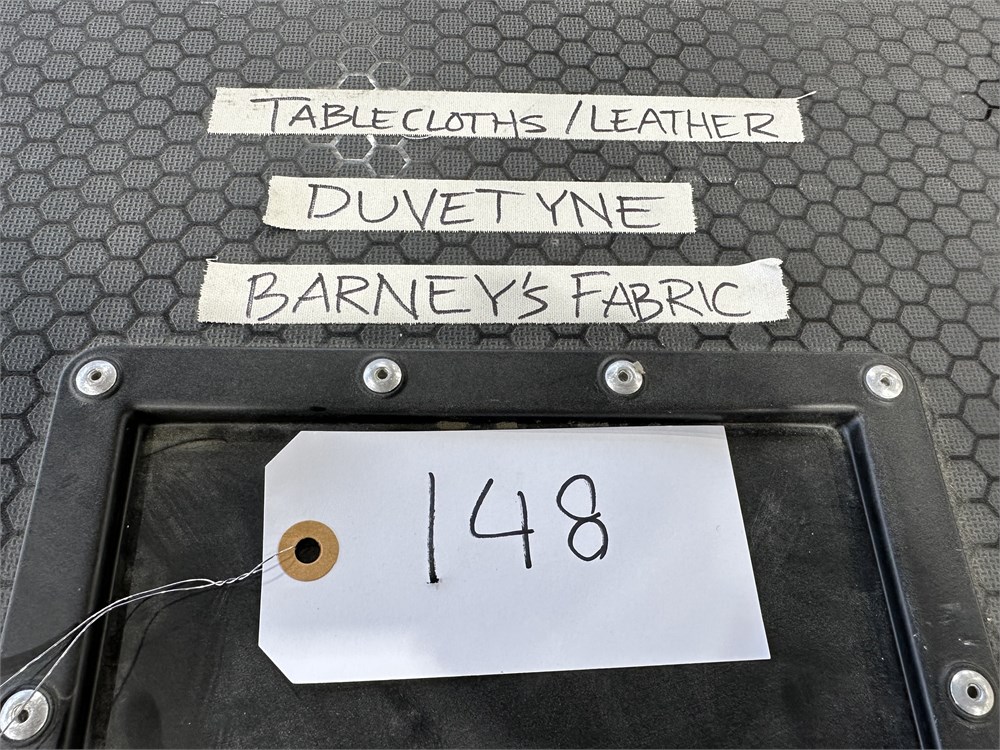 TABLECLOTHS / LEATHER
DUVETYNE
BARNEY'S FABRIC
148